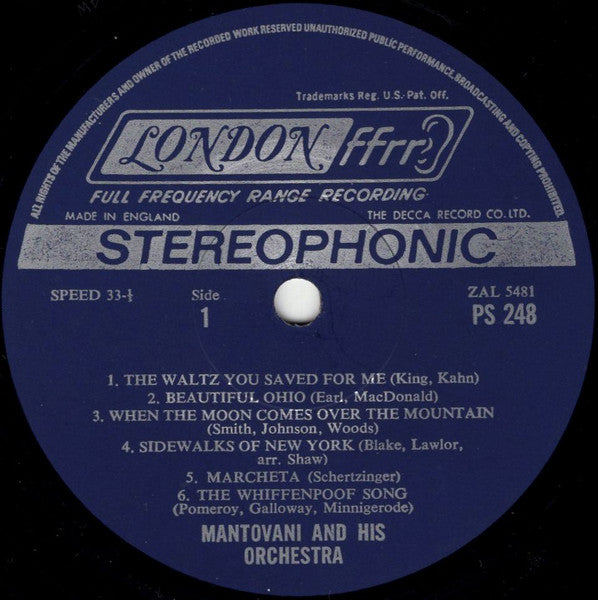 ALL RIGHTS OF THE MANUFACTURERS AND OWNER OF THE RECORDED WORK RESERVED UNAUTHORIZED PUBLIC PERFORMANCE, BROADCASTING AND COPYING PROHIBITED.
Trademarks Reg. U.S. Pat. Off.
LONDON ffrr
FULL FREQUENCY RANGE RECORDING
MADE IN ENGLAND THE DECCA RECORD CO. LTD.
STEREOPHONIC
SPEED 33-⅓ Side ZAL 5481
1 PS 248
1. THE WALTZ YOU SAVED FOR ME (King, Kahn)
2. BEAUTIFUL OHIO (Earl, MacDonald)
3. WHEN THE MOON COMES OVER THE MOUNTAIN
(Smith, Johnson, Woods)
4. SIDEWALKS OF NEW YORK (Blake, Lawlor,
arr. Shaw)
5. MARCHETA (Schertzinger)
6. THE WHIFFENPOOF SONG
(Pomeroy, Galloway, Minnigerode)
MANTOVANI AND HIS
ORCHESTRA